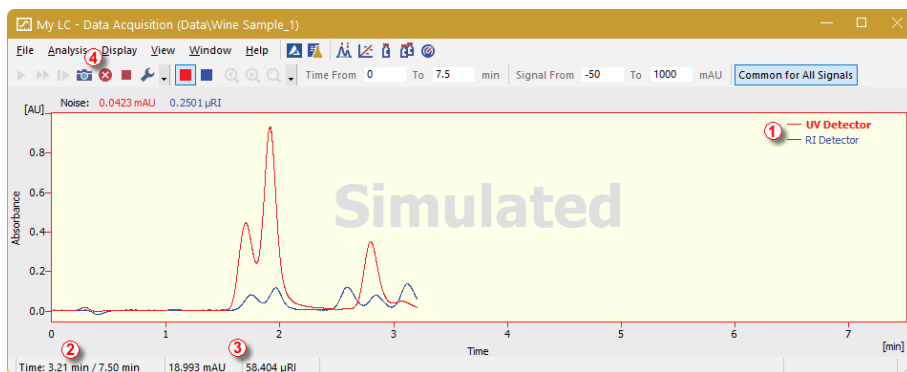 My LC - Data Acquisition (Data\Wine Sample_1)
File Analysis Display View Window Help
4
Time From 0 To 7.5 min Signal From -50 To 1000 mAU Common for All Signals
Noise: 0.0423 mAU 0.2501 µRI
[AU]
1 UV Detector
RI Detector
Simulated
Absorbance
0.8
0.6
0.4
0.2
0.0
0 1 2 3 4 5 6 7
Time [min]
2 3
Time: 3.21 min / 7.50 min 18.993 mAU 58.404 µRI